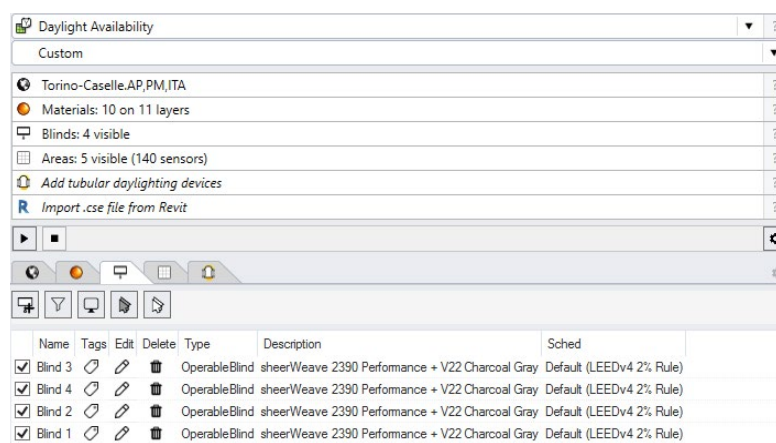 Daylight Availability
Custom
Torino-Caselle.AP,PM,ITA
Materials: 10 on 11 layers
Blinds: 4 visible
Areas: 5 visible (140 sensors)
Add tubular daylighting devices
R Import .cse file from Revit
Name Tags Edit Delete Type Description Sched
Blind 3 OperableBlind sheerWeave 2390 Performance + V22 Charcoal Gray Default (LEEDv4 2% Rule)
Blind 4 OperableBlind sheerWeave 2390 Performance + V22 Charcoal Gray Default (LEEDv4 2% Rule)
Blind 2 OperableBlind sheerWeave 2390 Performance + V22 Charcoal Gray Default (LEEDv4 2% Rule)
Blind 1 OperableBlind sheerWeave 2390 Performance + V22 Charcoal Gray Default (LEEDv4 2% Rule)